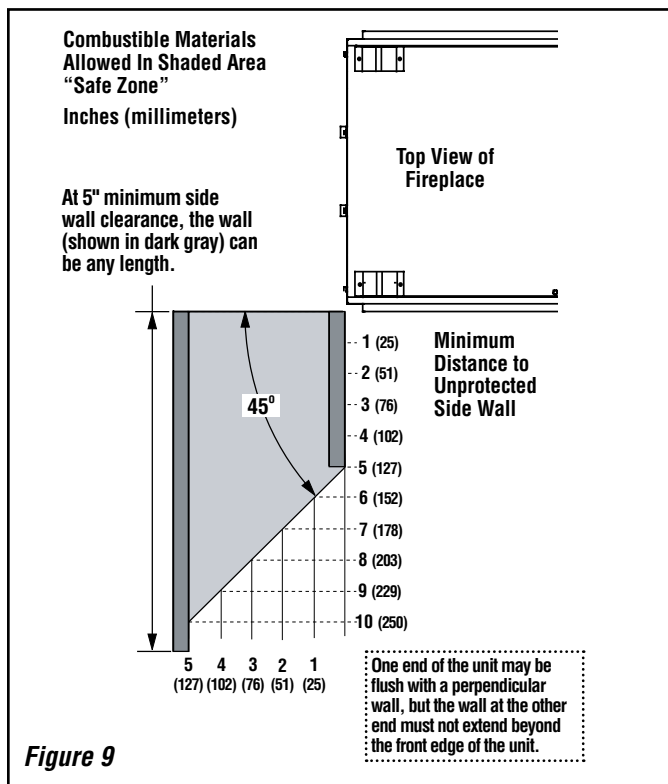 Combustible Materials
Allowed In Shaded Area
“Safe Zone”
Inches (millimeters)
Top View of
Fireplace
At 5" minimum side
wall clearance, the wall
(shown in dark gray) can
be any length.
Minimum
Distance to
Unprotected
Side Wall
45⁰
1 (25)
2 (51)
3 (76)
4 (102)
5 (127)
6 (152)
7 (178)
8 (203)
9 (229)
10 (250)
5 4 3 2 1
(127) (102) (76) (51) (25)
One end of the unit may be
flush with a perpendicular
wall, but the wall at the other
end must not extend beyond
the front edge of the unit.
Figure 9